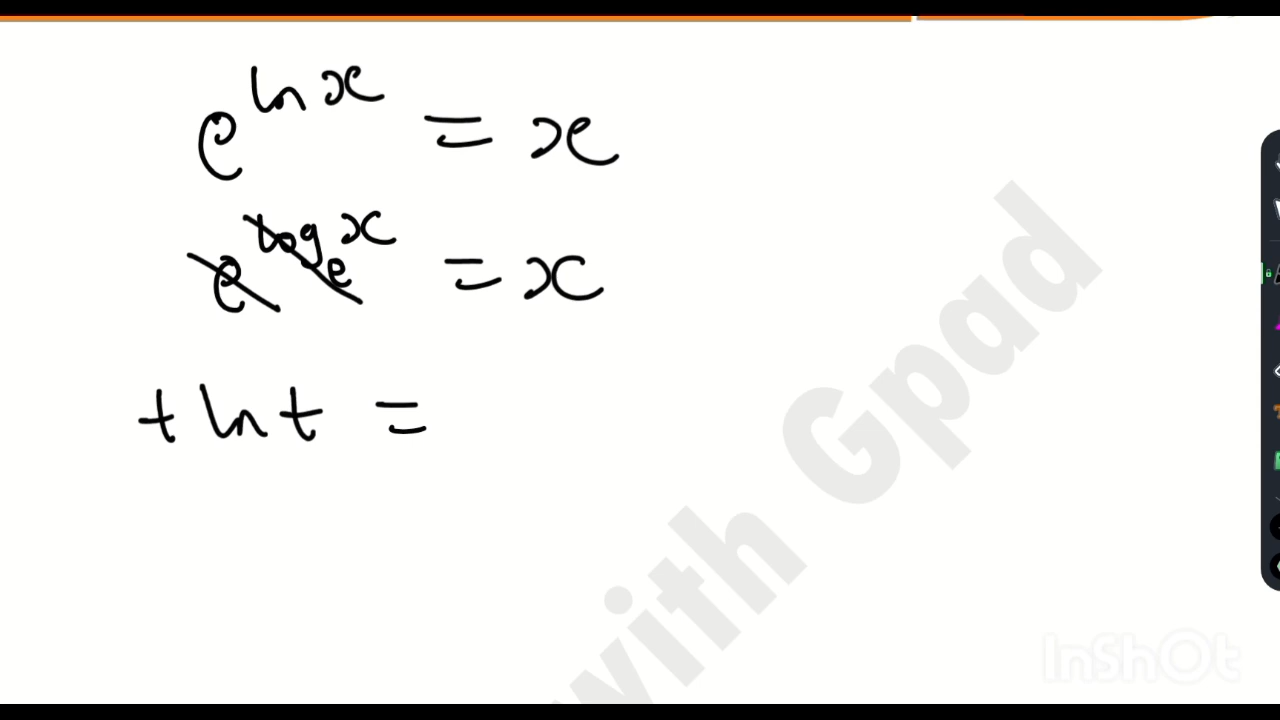 e^{ln x} = x
e^{log_e x} = x
t ln t =
with Gpad
InShOt